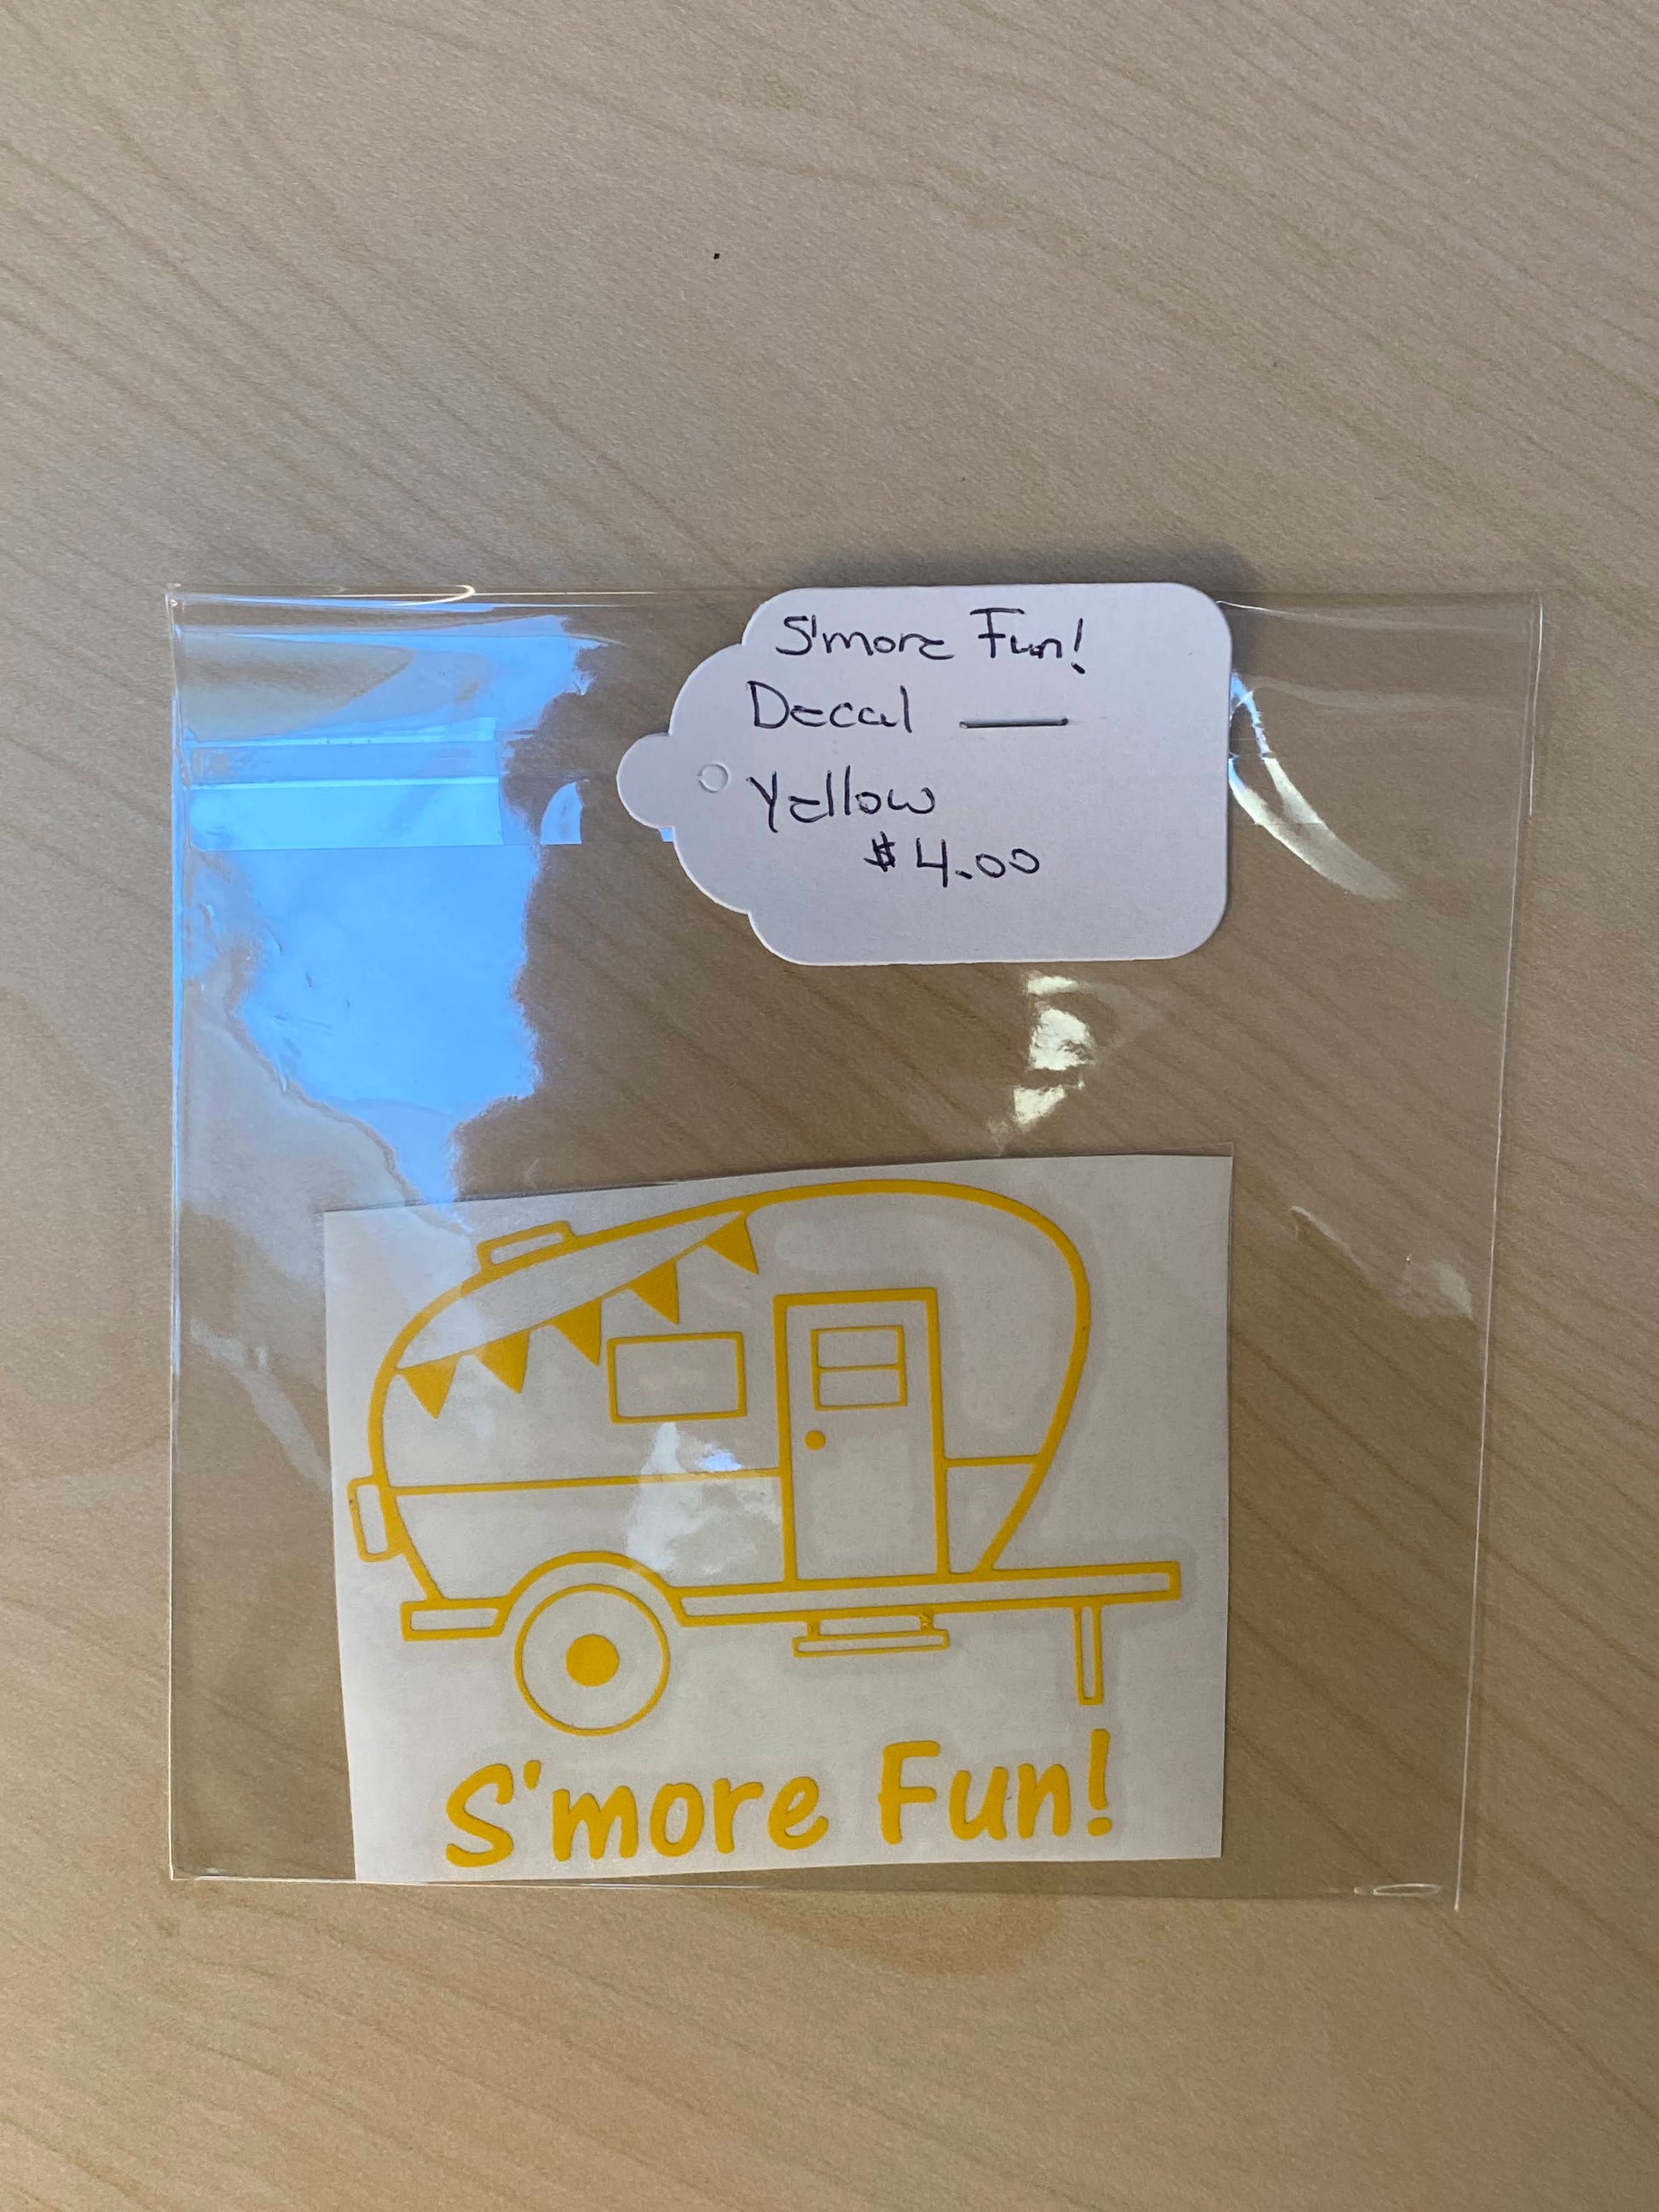 S'more Fun!
Decal
Yellow
$4.00
S'more Fun!